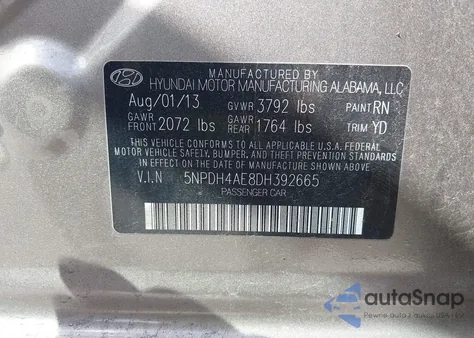 MANUFACTURED BY
HYUNDAI MOTOR MANUFACTURING ALABAMA, LLC
Aug/01/13 GVWR 3792 lbs PAINT RN
GAWR FRONT 2072 lbs GAWR REAR 1764 lbs TRIM YD
THIS VEHICLE CONFORMS TO ALL APPLICABLE U.S. FEDERAL
MOTOR VEHICLE SAFETY, BUMPER, AND THEFT PREVENTION
STANDARDS IN EFFECT ON THE DATE OF MANUFACTURE SHOWN ABOVE.
V.I.N 5NPDH4AE8DH392665
PASSENGER CAR
autoSnap
Pewne auta z